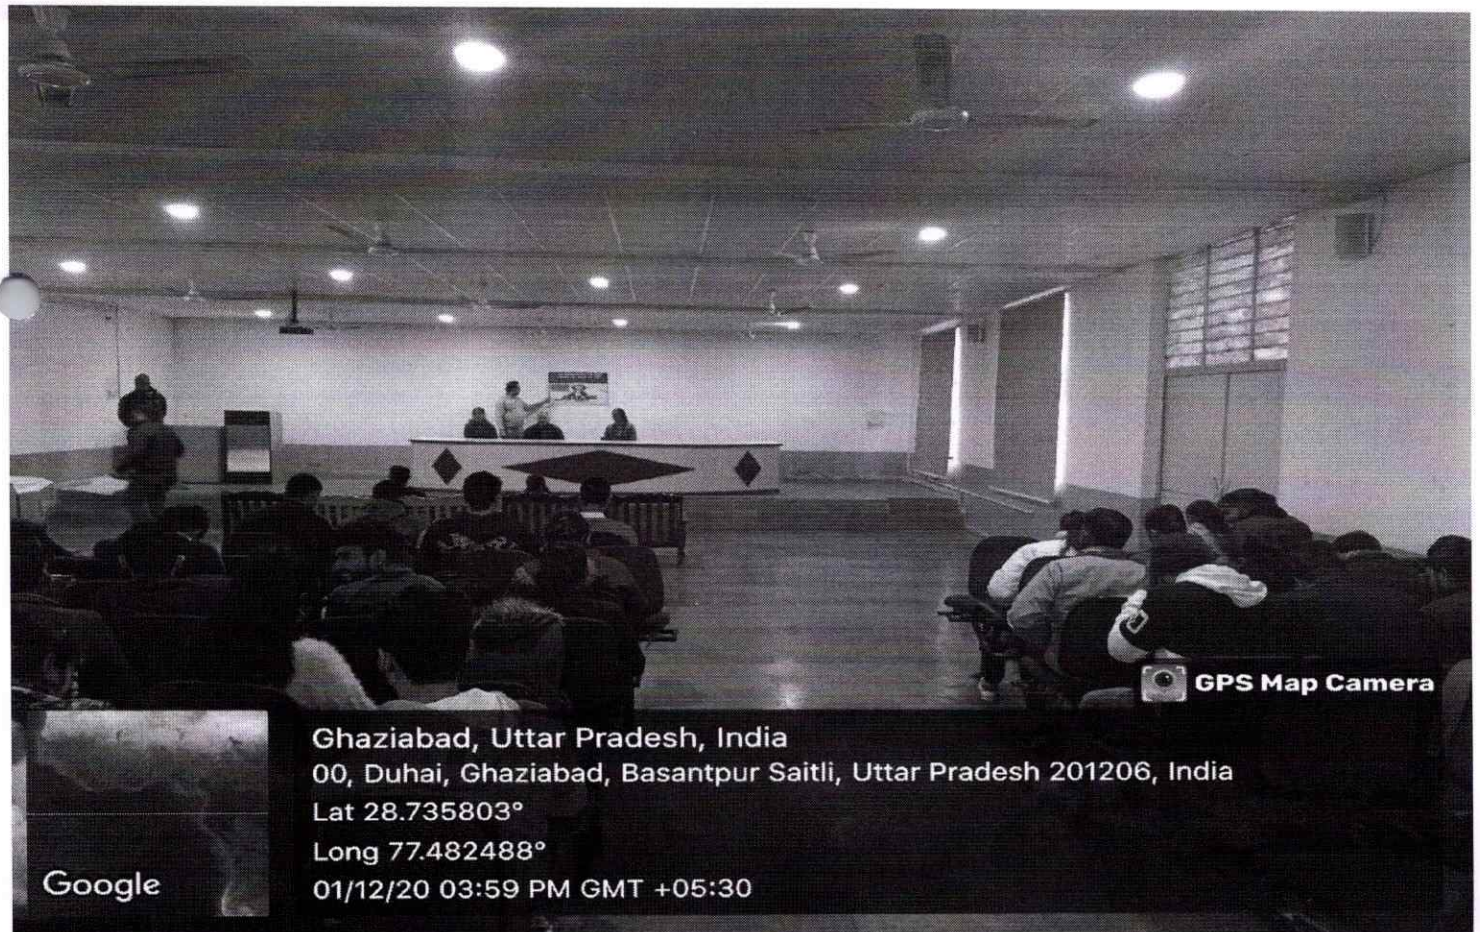 GPS Map Camera
Ghaziabad, Uttar Pradesh, India
00, Duhai, Ghaziabad, Basantpur Saitli, Uttar Pradesh 201206, India
Lat 28.735803°
Long 77.482488°
01/12/20 03:59 PM GMT +05:30
Google